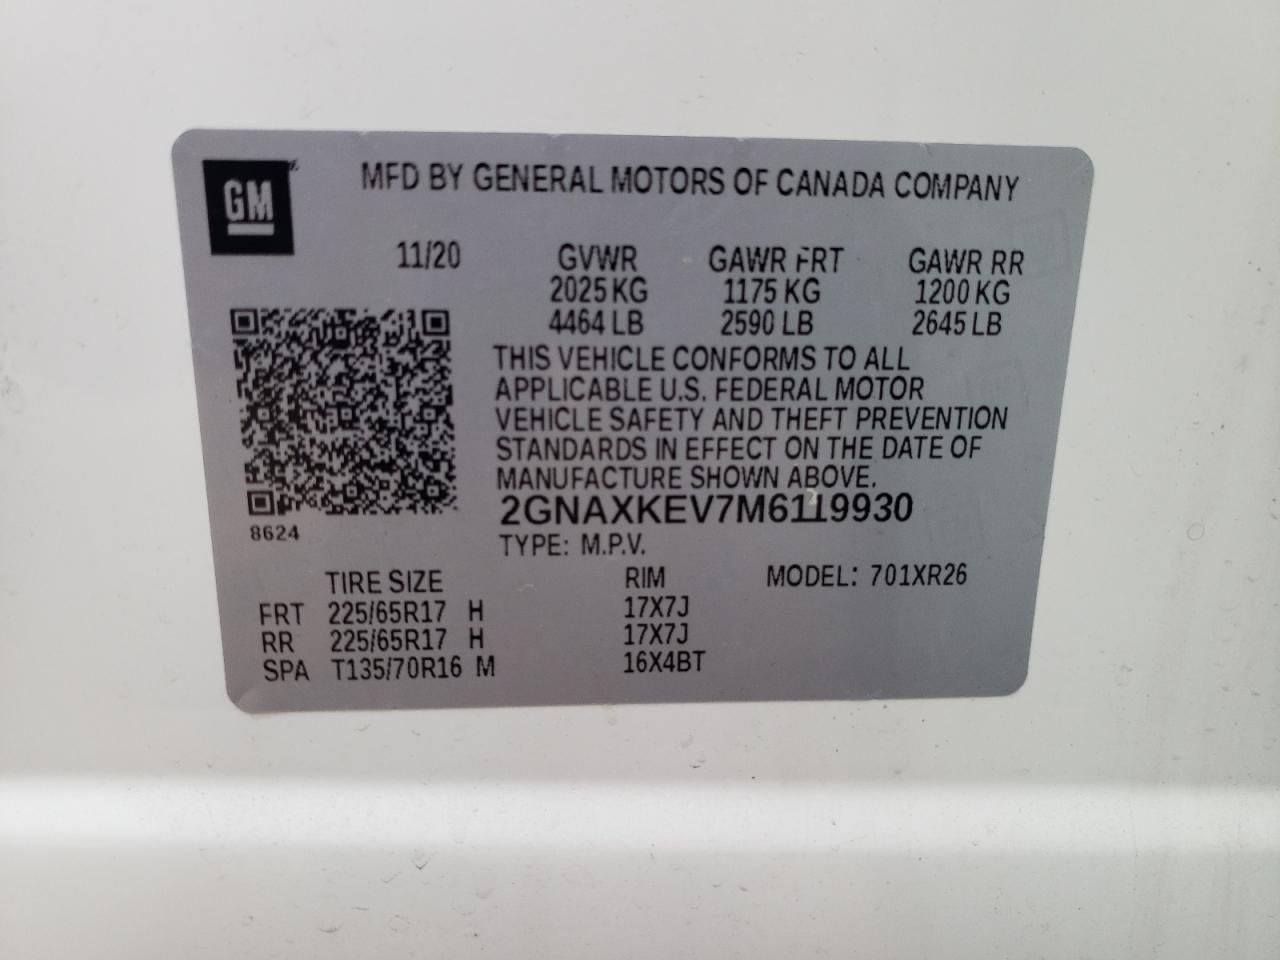 GM
MFD BY GENERAL MOTORS OF CANADA COMPANY
11/20 GVWR GAWR FRT GAWR RR
2025 KG 1175 KG 1200 KG
4464 LB 2590 LB 2645 LB
THIS VEHICLE CONFORMS TO ALL
APPLICABLE U.S. FEDERAL MOTOR
VEHICLE SAFETY AND THEFT PREVENTION
STANDARDS IN EFFECT ON THE DATE OF
MANUFACTURE SHOWN ABOVE.
2GNAXKEV7M6119930
8624
TYPE: M.P.V.
TIRE SIZE RIM MODEL: 701XR26
FRT 225/65R17 H 17X7J
RR 225/65R17 H 17X7J
SPA T135/70R16 M 16X4BT